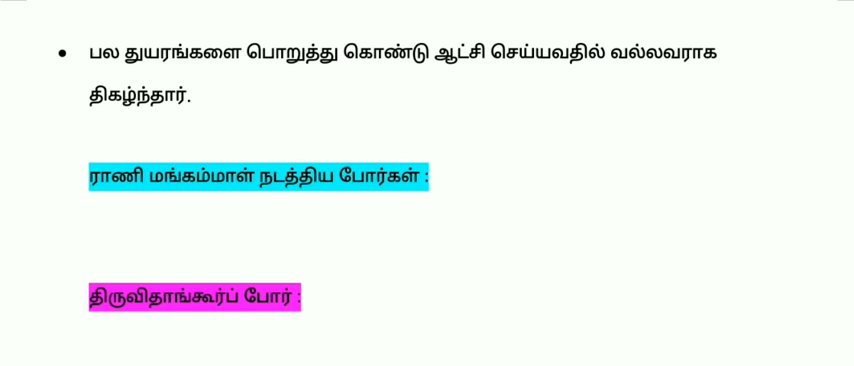 • பல துயரங்களை பொறுத்து கொண்டு ஆட்சி செய்யவதில் வல்லவராக
திகழ்ந்தார்.
ராணி மங்கம்மாள் நடத்திய போர்கள் :
திருவிதாங்கூர்ப் போர் :